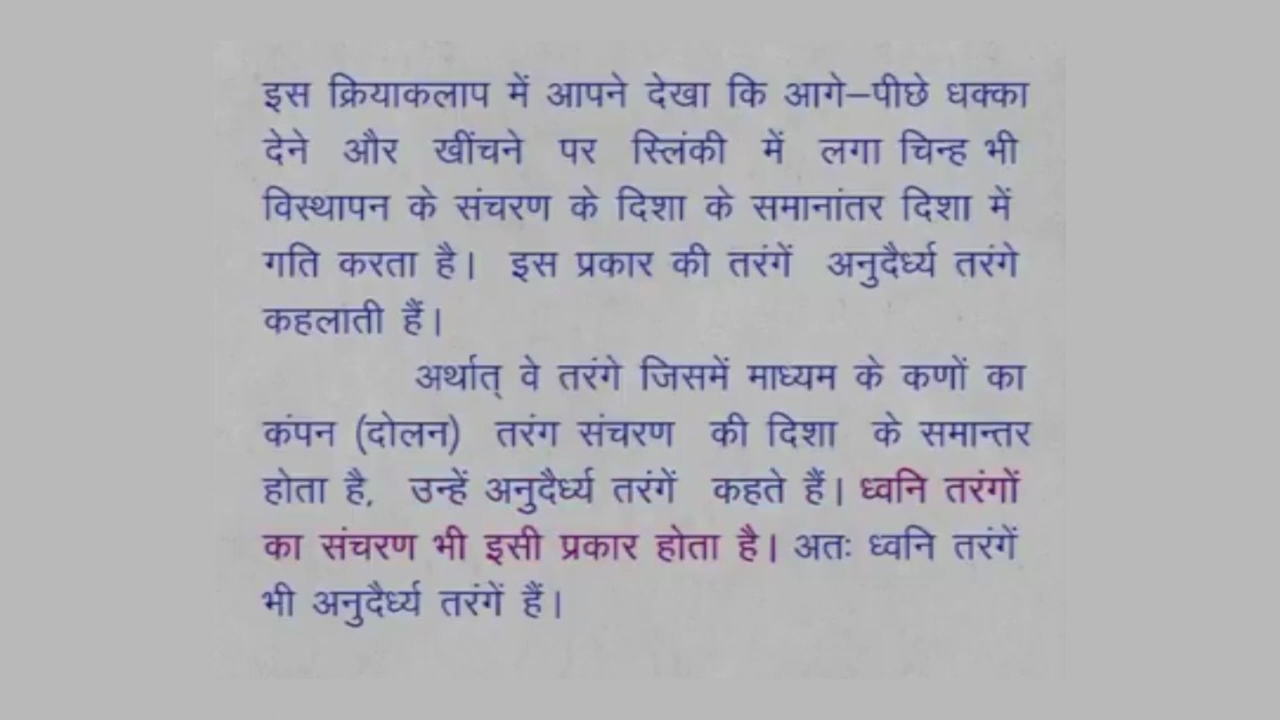 इस क्रियाकलाप में आपने देखा कि आगे–पीछे धक्का
देने और खींचने पर स्लिंकी में लगा चिन्ह भी
विस्थापन के संचरण के दिशा के समानांतर दिशा में
गति करता है। इस प्रकार की तरंगें अनुदैर्ध्य तरंगे
कहलाती हैं।
अर्थात् वे तरंगे जिसमें माध्यम के कणों का
कंपन (दोलन) तरंग संचरण की दिशा के समान्तर
होता है, उन्हें अनुदैर्ध्य तरंगें कहते हैं। ध्वनि तरंगों
का संचरण भी इसी प्रकार होता है। अतः ध्वनि तरंगें
भी अनुदैर्ध्य तरंगें हैं।